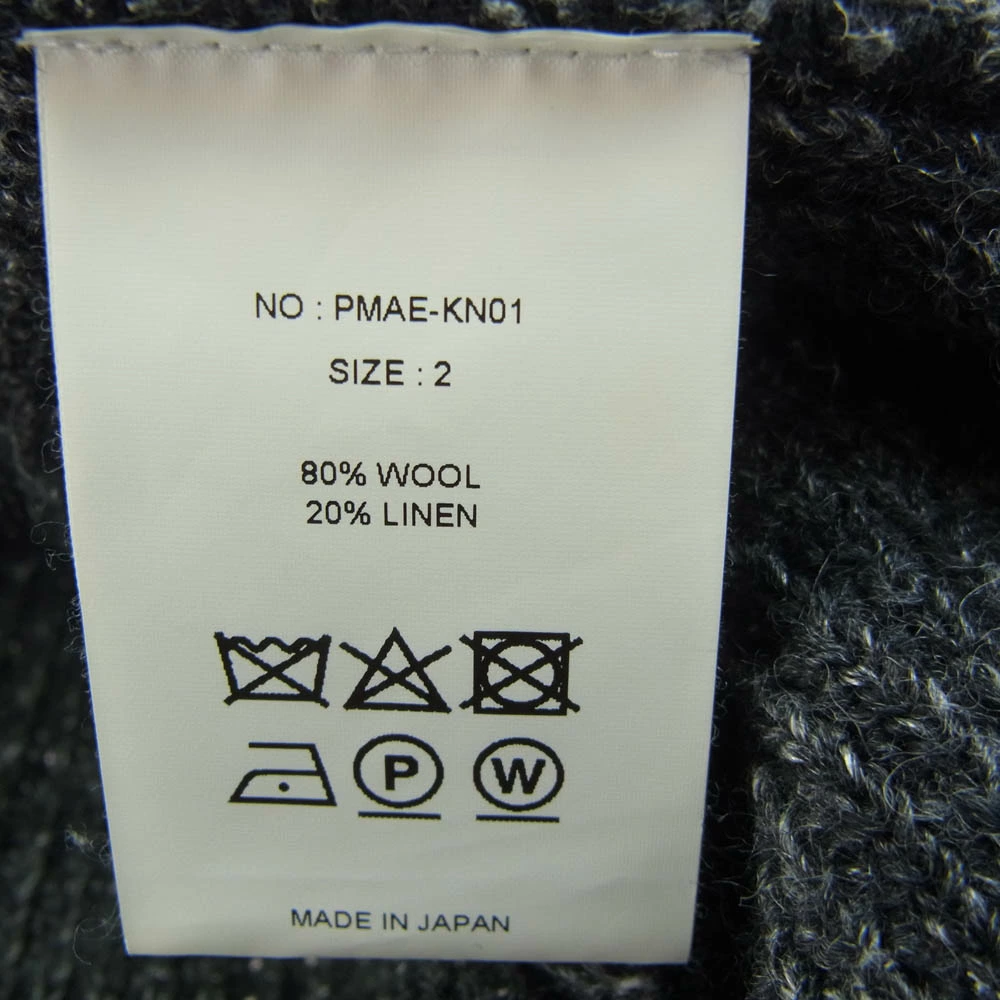 NO : PMAE-KN01
SIZE : 2
80% WOOL
20% LINEN
P W
MADE IN JAPAN